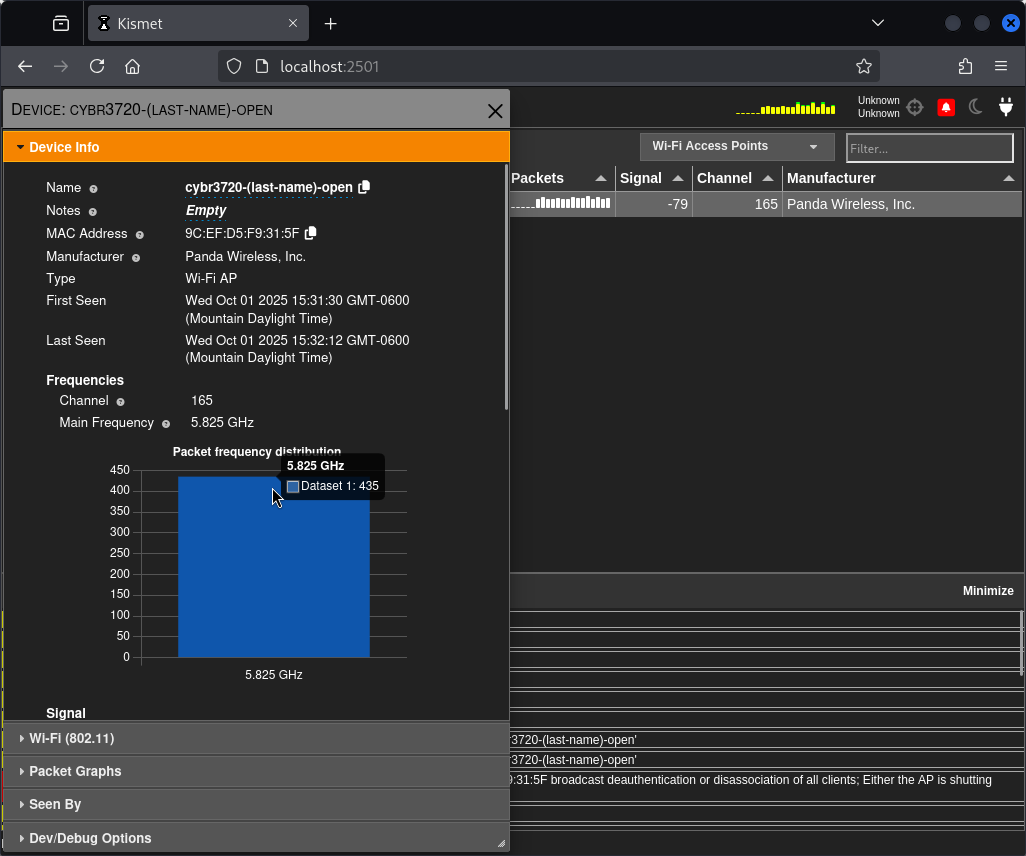 Kismet
localhost:2501
DEVICE: CYBR3720-(LAST-NAME)-OPEN
Unknown
Unknown
Device Info
Wi-Fi Access Points
Filter...
Packets Signal Channel Manufacturer
-79 165 Panda Wireless, Inc.
Name cybr3720-(last-name)-open
Notes Empty
MAC Address 9C:EF:D5:F9:31:5F
Manufacturer Panda Wireless, Inc.
Type Wi-Fi AP
First Seen Wed Oct 01 2025 15:31:30 GMT-0600
(Mountain Daylight Time)
Last Seen Wed Oct 01 2025 15:32:12 GMT-0600
(Mountain Daylight Time)
Frequencies
Channel 165
Main Frequency 5.825 GHz
Packet frequency distribution
5.825 GHz
Dataset 1: 435
450
400
350
300
250
200
150
100
50
0
5.825 GHz
Signal
Wi-Fi (802.11)
Packet Graphs
Seen By
Dev/Debug Options
Minimize
r3720-(last-name)-open'
r3720-(last-name)-open'
9:31:5F broadcast deauthentication or disassociation of all clients; Either the AP is shutting